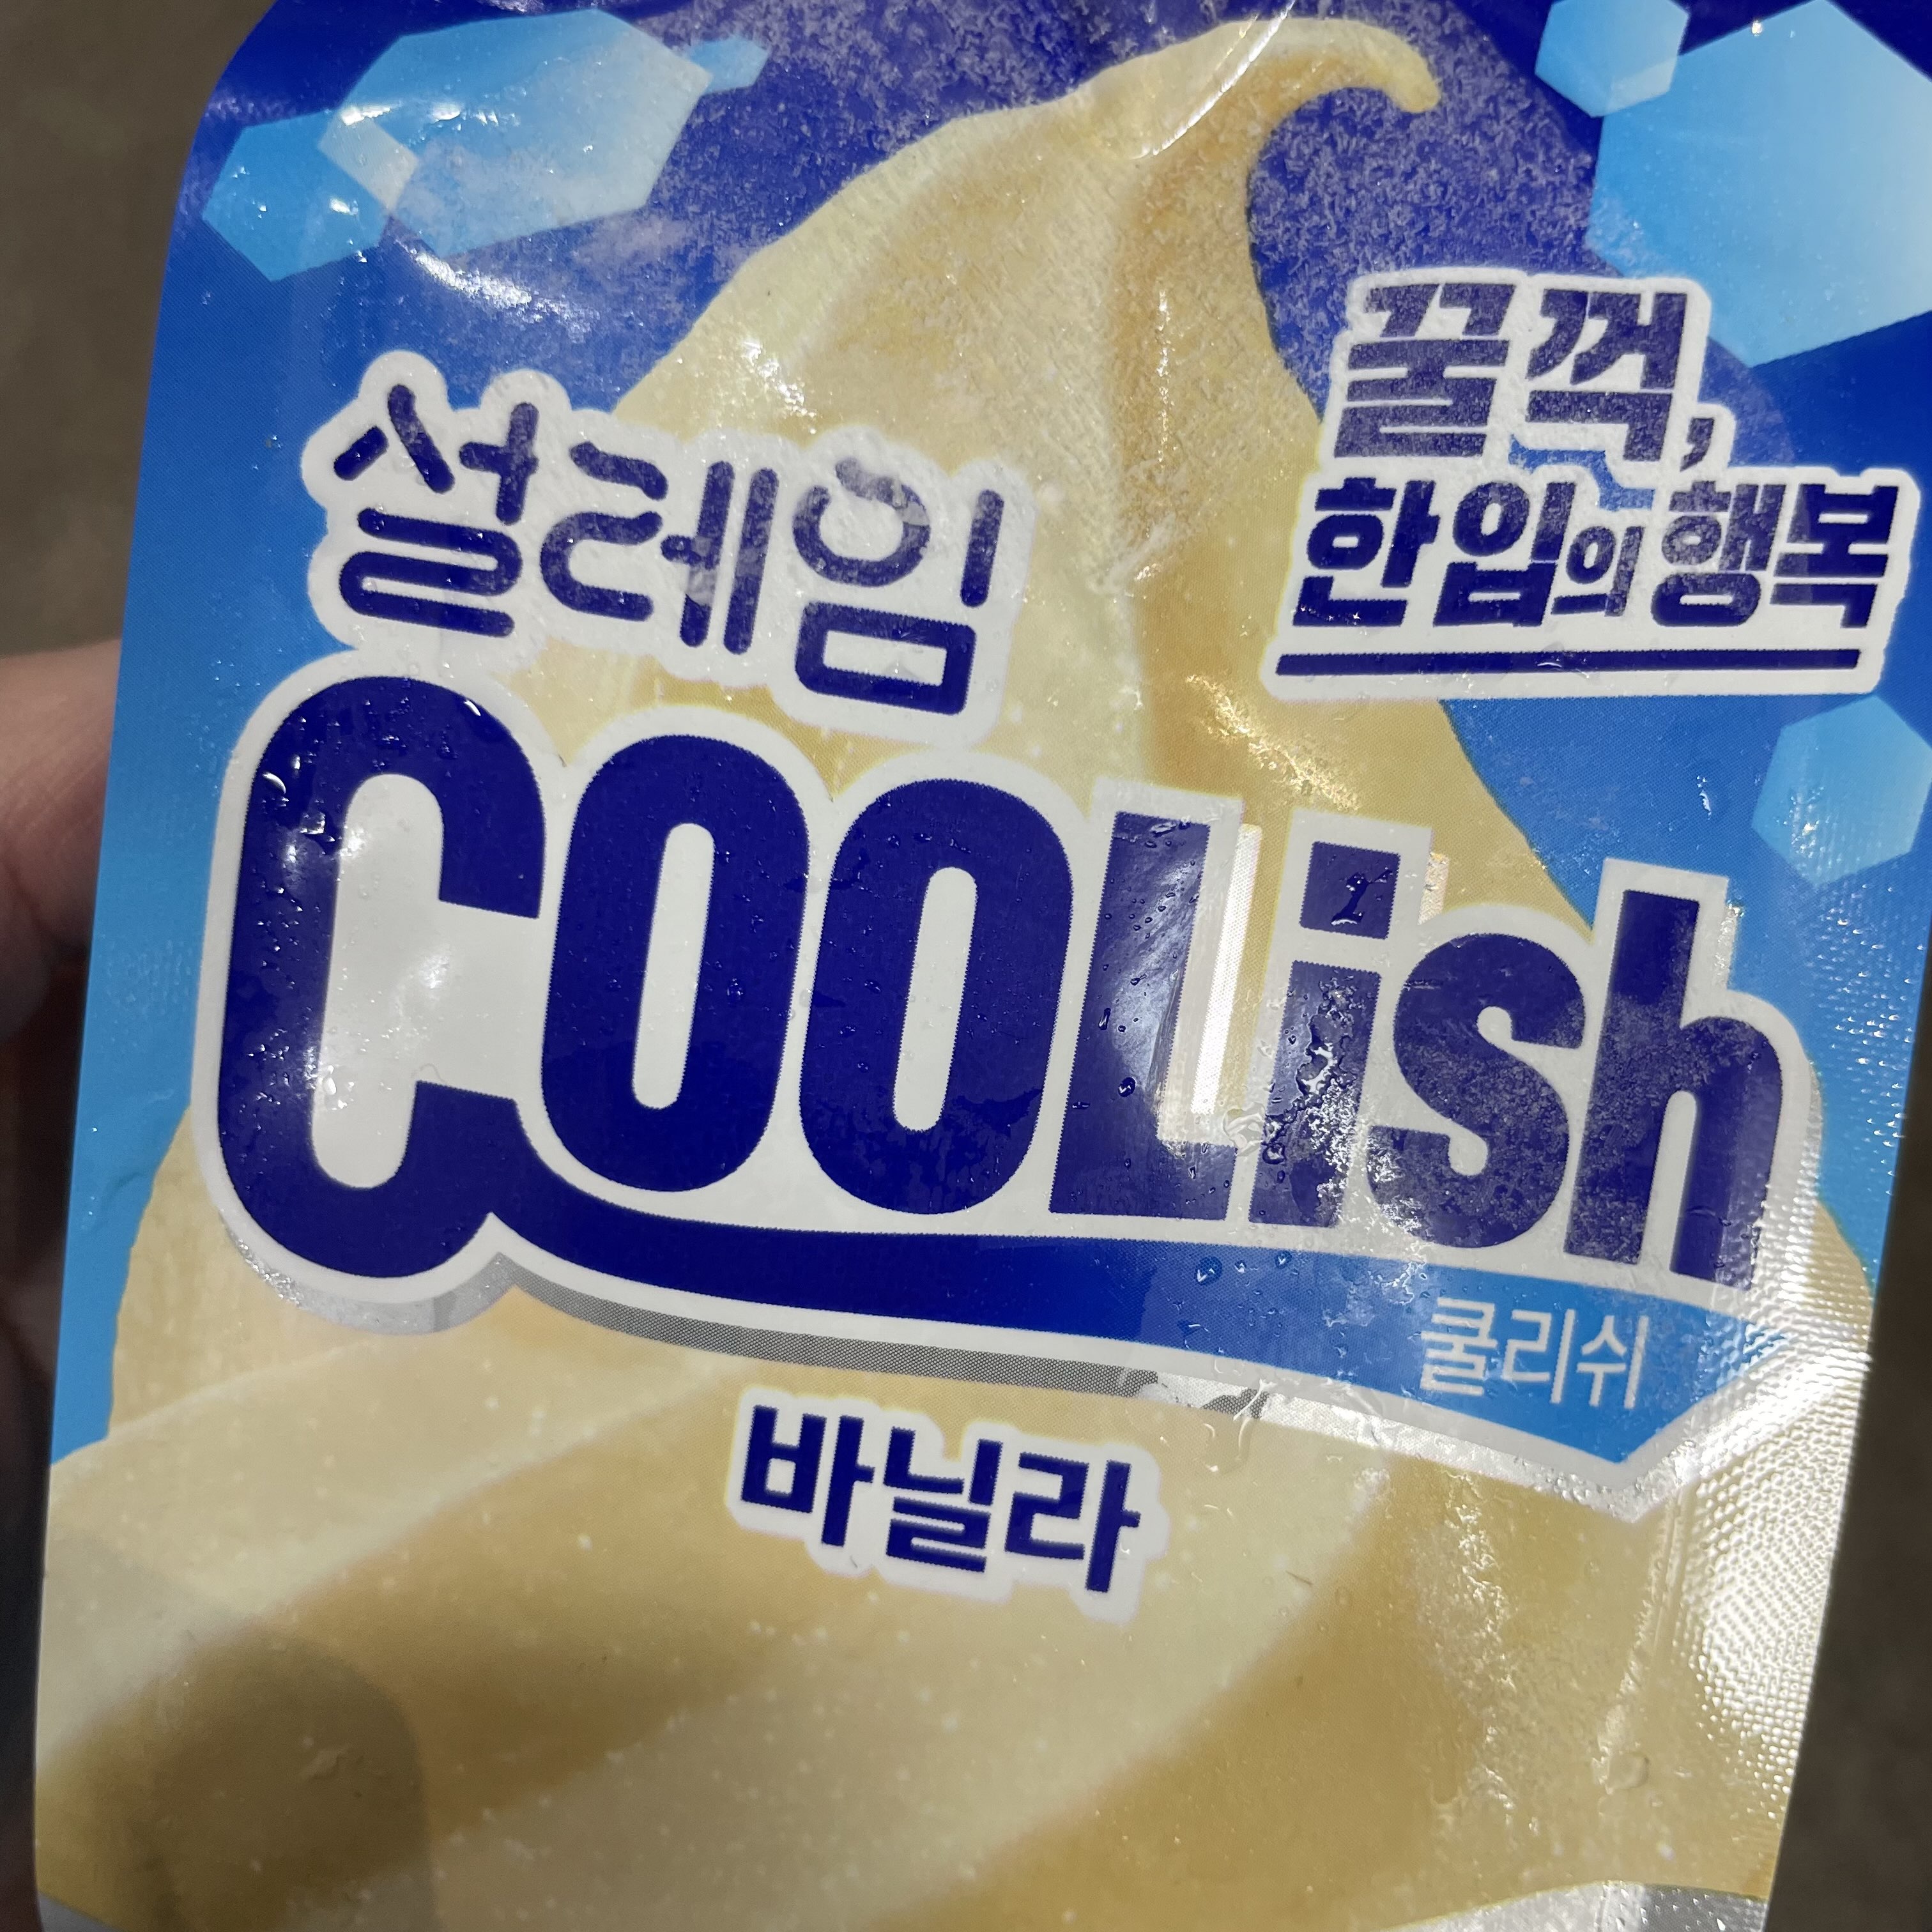 꿀꺽,
한입의 행복
설레임
COOLish
쿨리쉬
바닐라